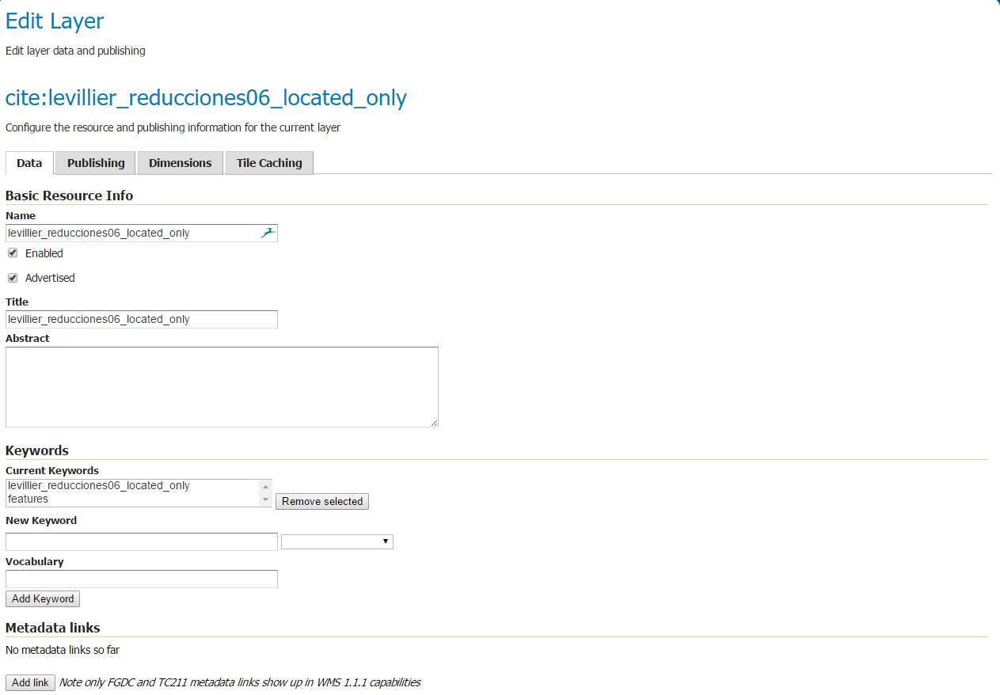 Edit Layer
Edit layer data and publishing
cite:levillier_reducciones06_located_only
Configure the resource and publishing information for the current layer
Data Publishing Dimensions Tile Caching
Basic Resource Info
Name
levillier_reducciones06_located_only
Enabled
Advertised
Title
levillier_reducciones06_located_only
Abstract
Keywords
Current Keywords
levillier_reducciones06_located_only
features
Remove selected
New Keyword
Vocabulary
Add Keyword
Metadata links
No metadata links so far
Add link Note only FGDC and TC211 metadata links show up in WMS 1.1.1 capabilities